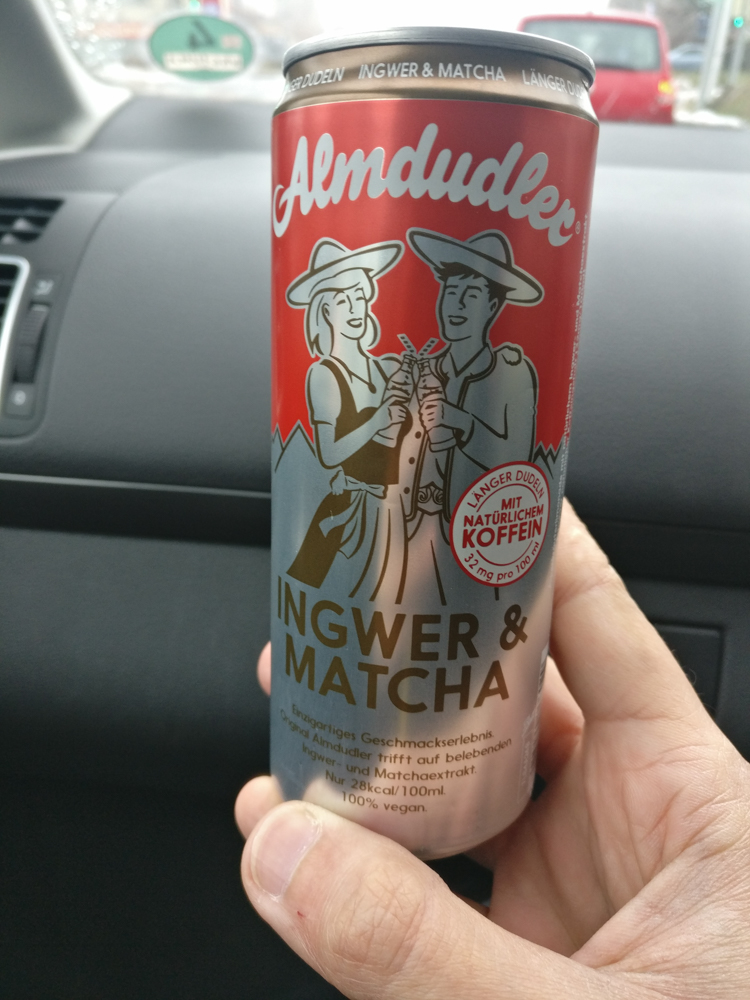 DUDELN INGWER & MATCHA LÄNGER
Almdudler®
LÄNGER DUDELN
MIT
NATÜRLICHEM
KOFFEIN
32 mg pro 100 ml
INGWER &
MATCHA
Einzigartiges Geschmackserlebnis.
Original Almdudler trifft auf belebenden
Ingwer- und Matchaextrakt.
Nur 28kcal/100ml.
100% vegan.
4